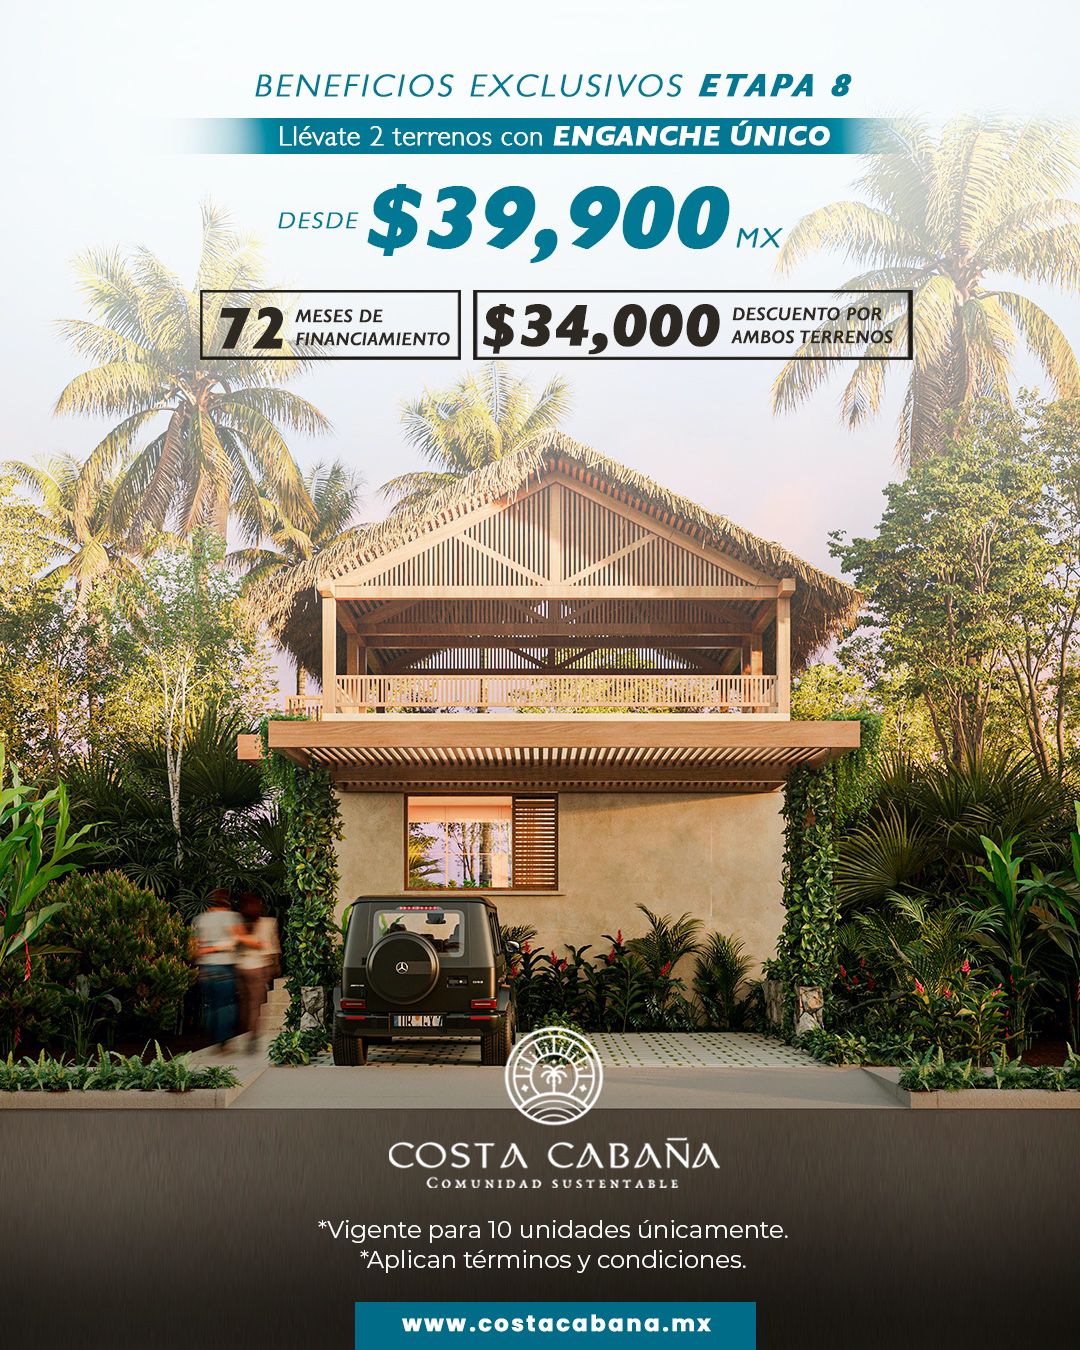 BENEFICIOS EXCLUSIVOS ETAPA 8
Llévate 2 terrenos con ENGANCHE ÚNICO
DESDE $39,900 MX
72 MESES DE
FINANCIAMIENTO
$34,000 DESCUENTO POR
AMBOS TERRENOS
COSTA CABAÑA
COMUNIDAD SUSTENTABLE
*Vigente para 10 unidades únicamente.
*Aplican términos y condiciones.
www.costacabana.mx